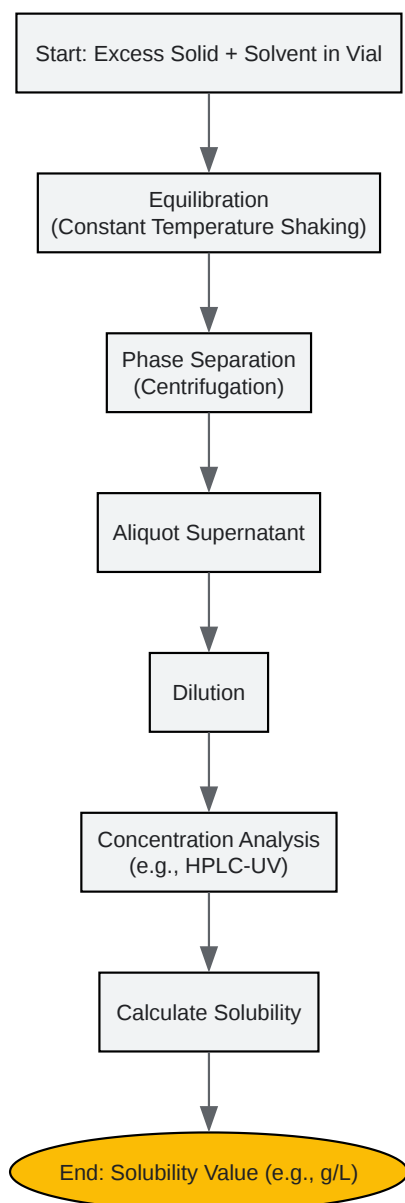 Start: Excess Solid + Solvent in Vial
Equilibration
(Constant Temperature Shaking)
Phase Separation
(Centrifugation)
Aliquot Supernatant
Dilution
Concentration Analysis
(e.g., HPLC-UV)
Calculate Solubility
End: Solubility Value (e.g., g/L)